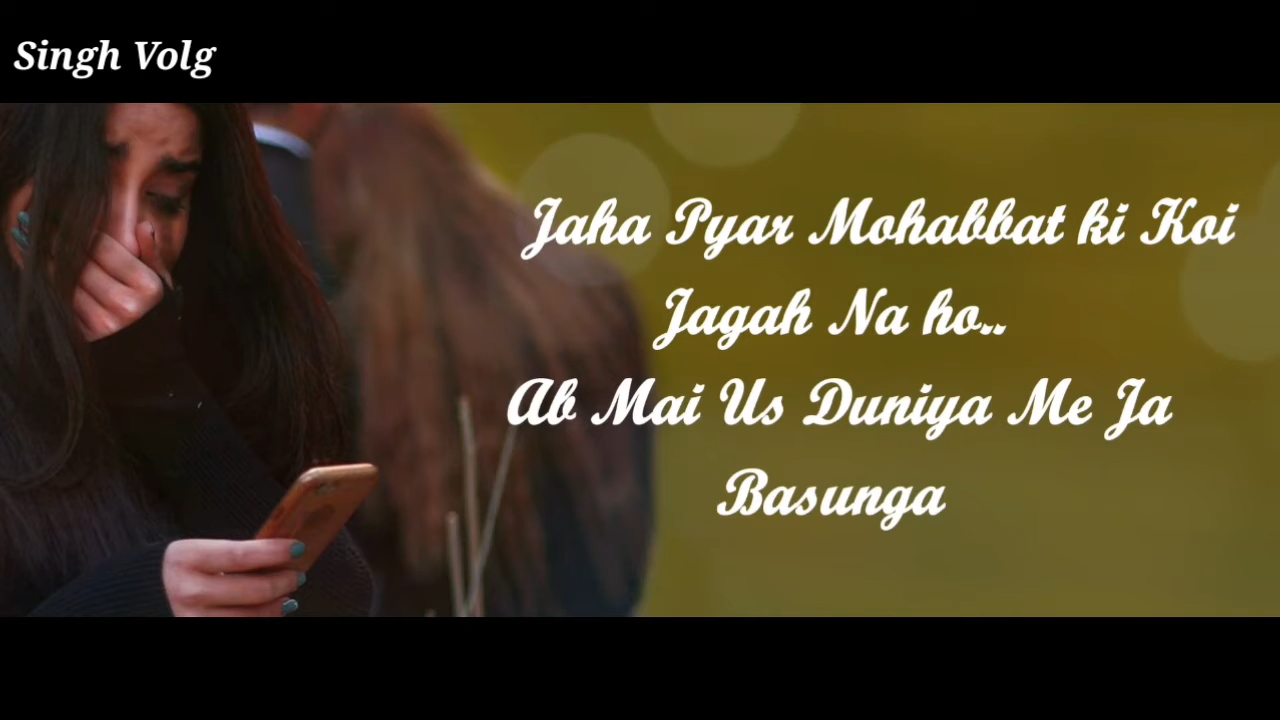 Singh Volg
Jaha Pyar Mohabbat ki Koi
Jagah Na ho..
Ab Mai Us Duniya Me Ja
Basunga